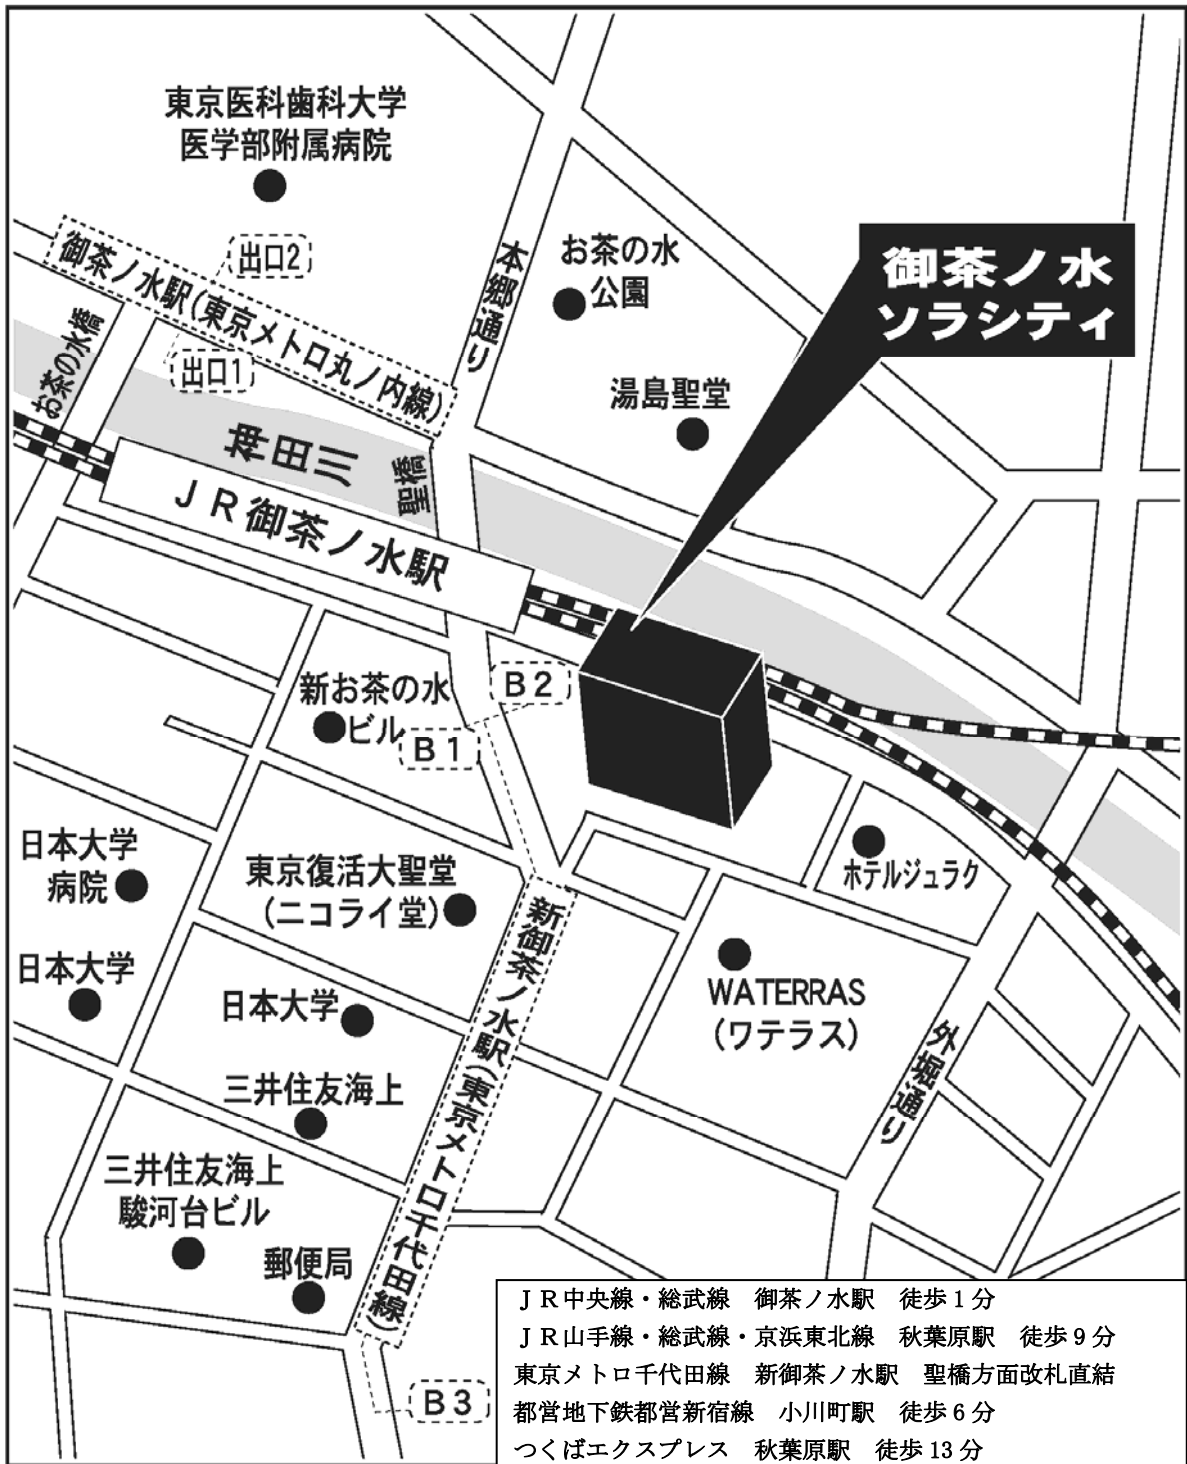 東京医科歯科大学
医学部附属病院
出口2
御茶ノ水駅(東京メトロ丸ノ内線)
出口1
お茶の水橋
本郷通り
お茶の水
公園
湯島聖堂
御茶ノ水
ソラシティ
神田川
聖橋
ＪＲ御茶ノ水駅
新お茶の水
ビル
B2
B1
日本大学
病院
東京復活大聖堂
(ニコライ堂)
ホテルジュラク
日本大学
日本大学
新御茶ノ水駅(東京メトロ千代田線)
WATERRAS
(ワテラス)
外堀通り
三井住友海上
三井住友海上
駿河台ビル
郵便局
B3
ＪＲ中央線・総武線　御茶ノ水駅　徒歩1分
ＪＲ山手線・総武線・京浜東北線　秋葉原駅　徒歩9分
東京メトロ千代田線　新御茶ノ水駅　聖橋方面改札直結
都営地下鉄都営新宿線　小川町駅　徒歩6分
つくばエクスプレス　秋葉原駅　徒歩13分